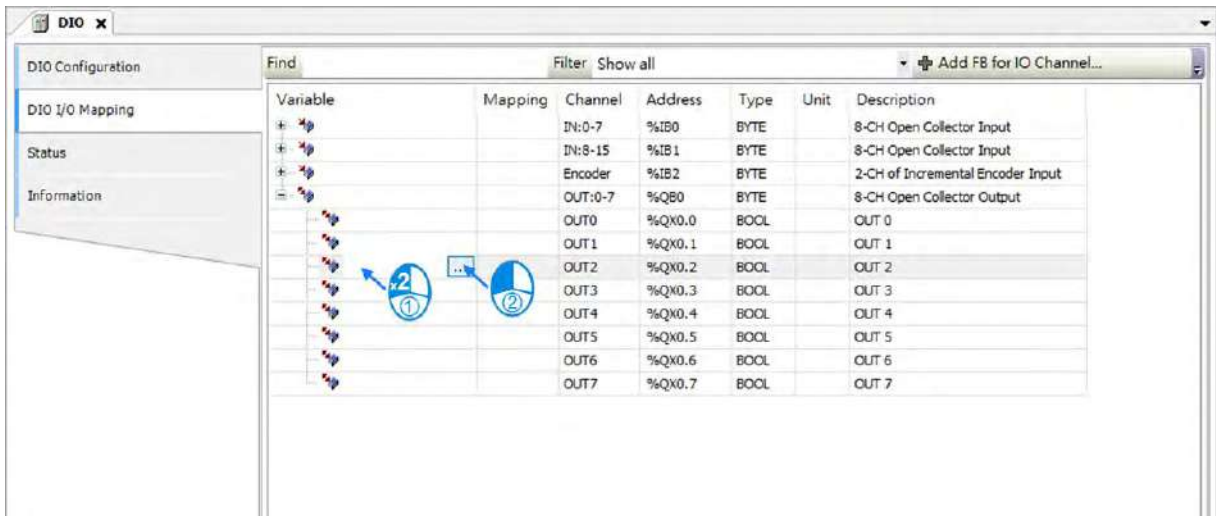 DIO
DIO Configuration
DIO I/O Mapping
Status
Information
Find Filter Show all Add FB for IO Channel...
Variable Mapping Channel Address Type Unit Description
IN:0-7 %IB0 BYTE 8-CH Open Collector Input
IN:8-15 %IB1 BYTE 8-CH Open Collector Input
Encoder %IB2 BYTE 2-CH of Incremental Encoder Input
OUT:0-7 %QB0 BYTE 8-CH Open Collector Output
OUT0 %QX0.0 BOOL OUT 0
OUT1 %QX0.1 BOOL OUT 1
... OUT2 %QX0.2 BOOL OUT 2
x2 ① ② OUT3 %QX0.3 BOOL OUT 3
OUT4 %QX0.4 BOOL OUT 4
OUT5 %QX0.5 BOOL OUT 5
OUT6 %QX0.6 BOOL OUT 6
OUT7 %QX0.7 BOOL OUT 7